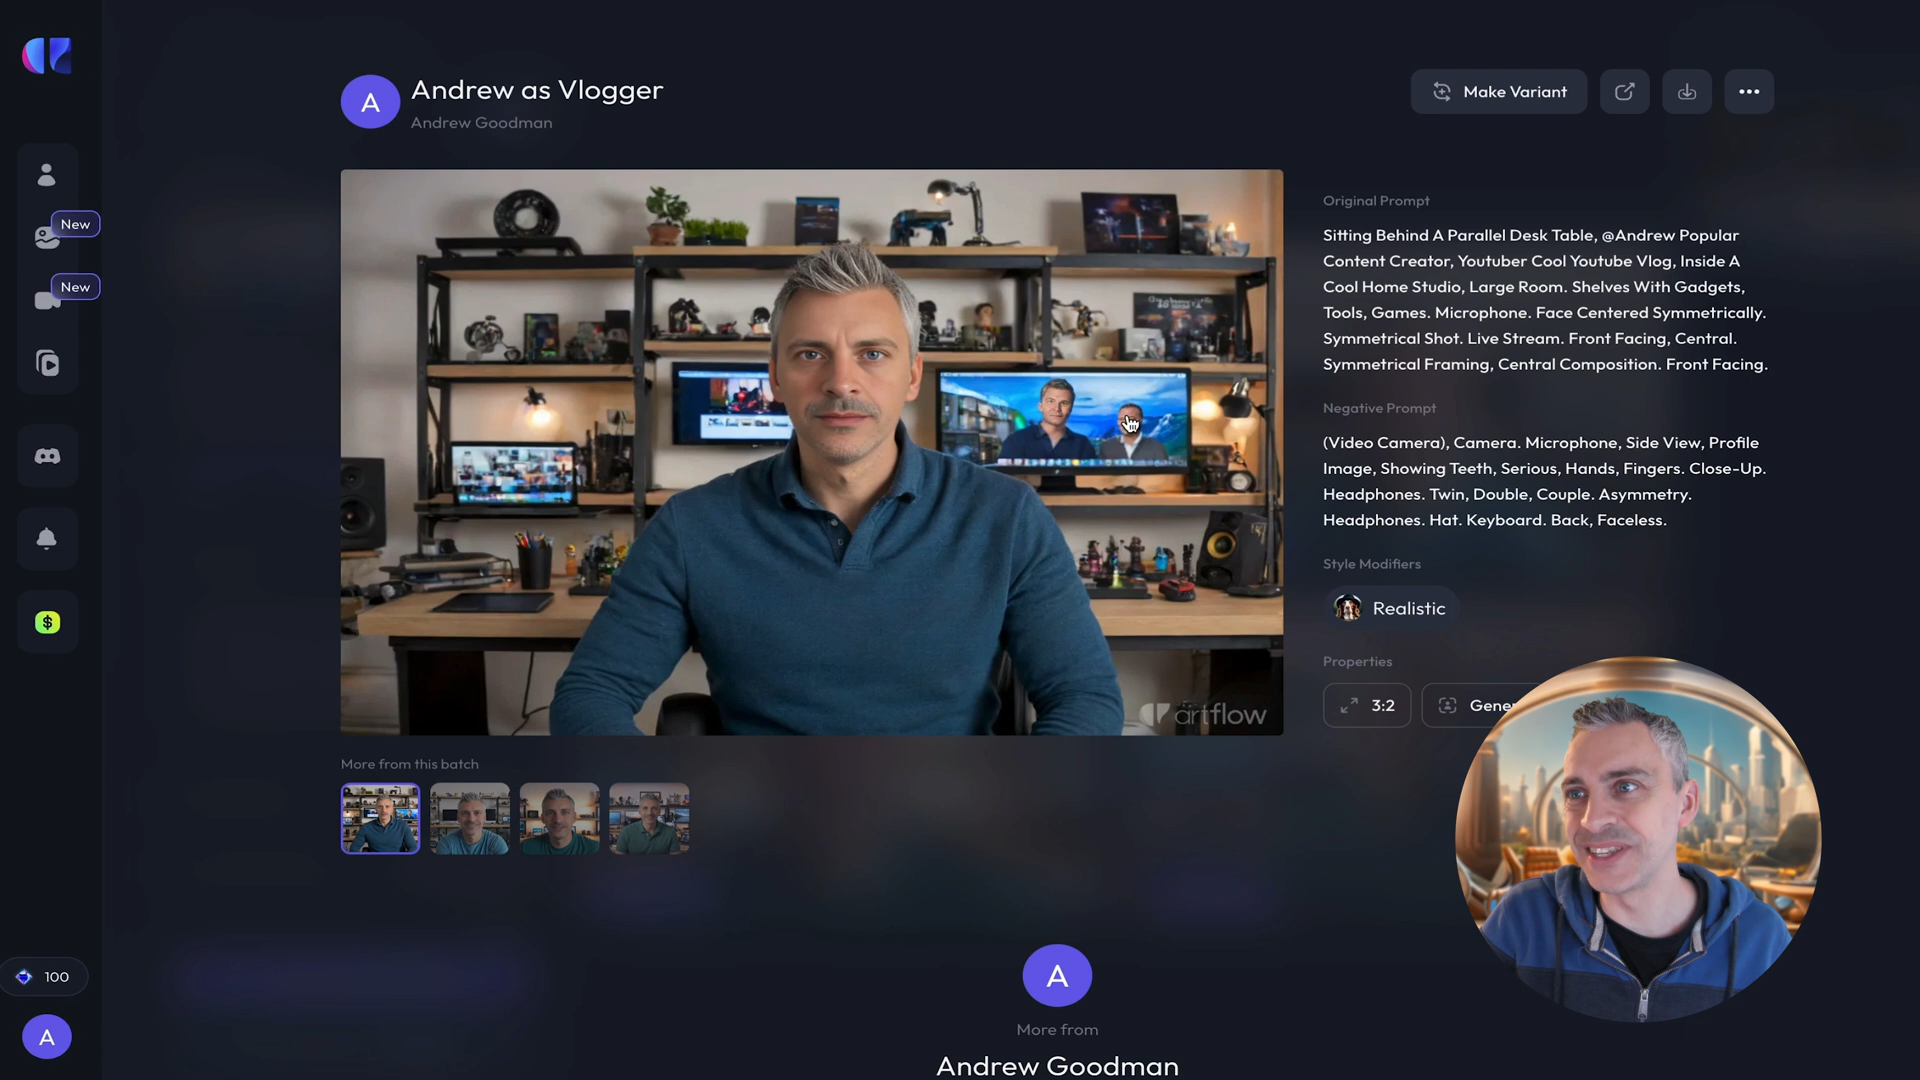 New
New
100
A
A
Andrew as Vlogger
Andrew Goodman
Make Variant
artflow
Original Prompt
Sitting Behind A Parallel Desk Table, @Andrew Popular
Content Creator, Youtuber Cool Youtube Vlog, Inside A
Cool Home Studio, Large Room. Shelves With Gadgets,
Tools, Games. Microphone. Face Centered Symmetrically.
Symmetrical Shot. Live Stream. Front Facing, Central.
Symmetrical Framing, Central Composition. Front Facing.
Negative Prompt
(Video Camera), Camera. Microphone, Side View, Profile
Image, Showing Teeth, Serious, Hands, Fingers. Close-Up.
Headphones. Twin, Double, Couple. Asymmetry.
Headphones. Hat. Keyboard. Back, Faceless.
Style Modifiers
Realistic
Properties
3:2
More from this batch
A
More from
Andrew Goodman